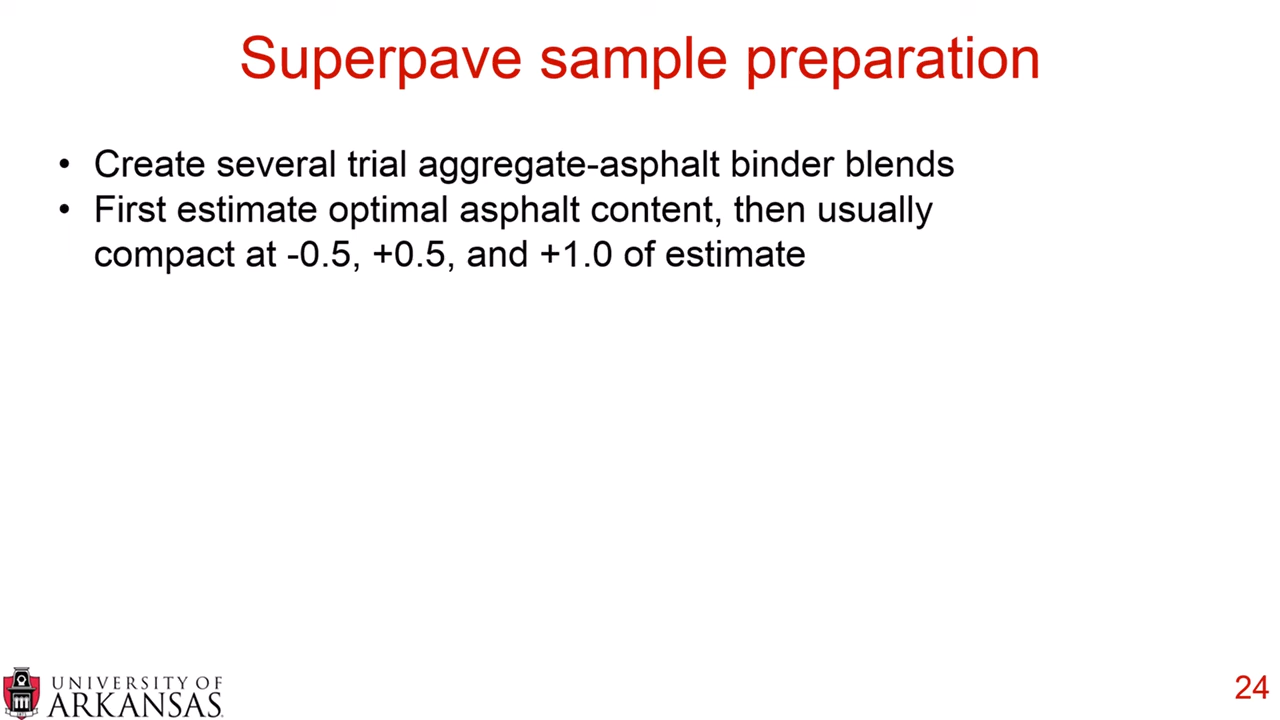 Superpave sample preparation
• Create several trial aggregate-asphalt binder blends
• First estimate optimal asphalt content, then usually
compact at -0.5, +0.5, and +1.0 of estimate
UNIVERSITY OF
ARKANSAS
24